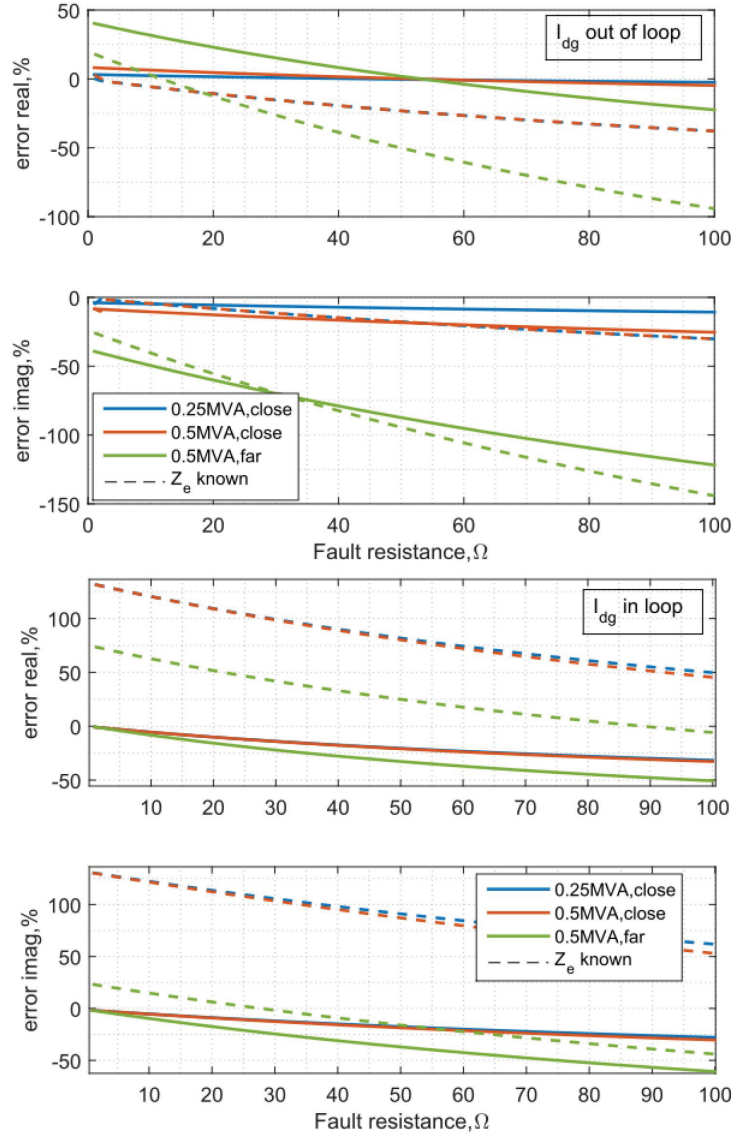 50
0
-50
-100
error real,%
I_dg out of loop
0 20 40 60 80 100
0
-50
-100
-150
error imag,%
0.25MVA,close
0.5MVA,close
0.5MVA,far
Z_e known
0 20 40 60 80 100
Fault resistance,Ω
100
50
0
-50
error real,%
I_dg in loop
10 20 30 40 50 60 70 80 90 100
100
50
0
-50
error imag,%
0.25MVA,close
0.5MVA,close
0.5MVA,far
Z_e known
10 20 30 40 50 60 70 80 90 100
Fault resistance,Ω